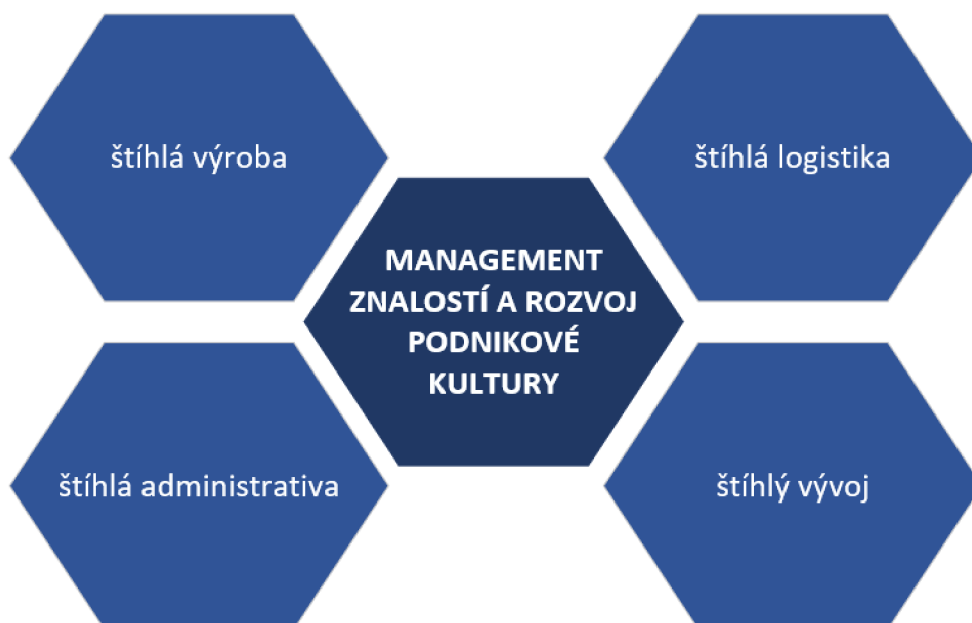 štíhlá výroba
štíhlá logistika
MANAGEMENT
ZNALOSTÍ A ROZVOJ
PODNIKOVÉ
KULTURY
štíhlá administrativa
štíhlý vývoj